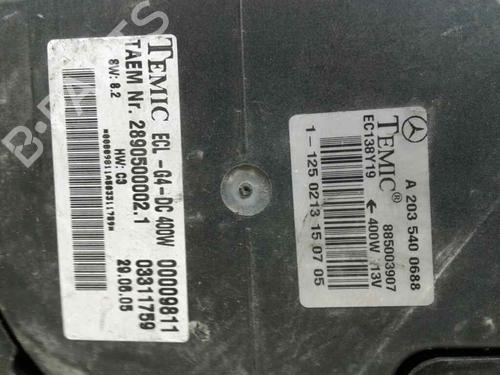 TEMIC ECL -G4-DC 400W 00009811
TAEM Nr. 2890500002.1 03311759
SW: 8.2 HW: C3 29.06.05
A 203 540 0688
TEMIC® 885003907
EC138Y19 ← 400W /13V
1-125 0213 15 07 05
B-PARTS